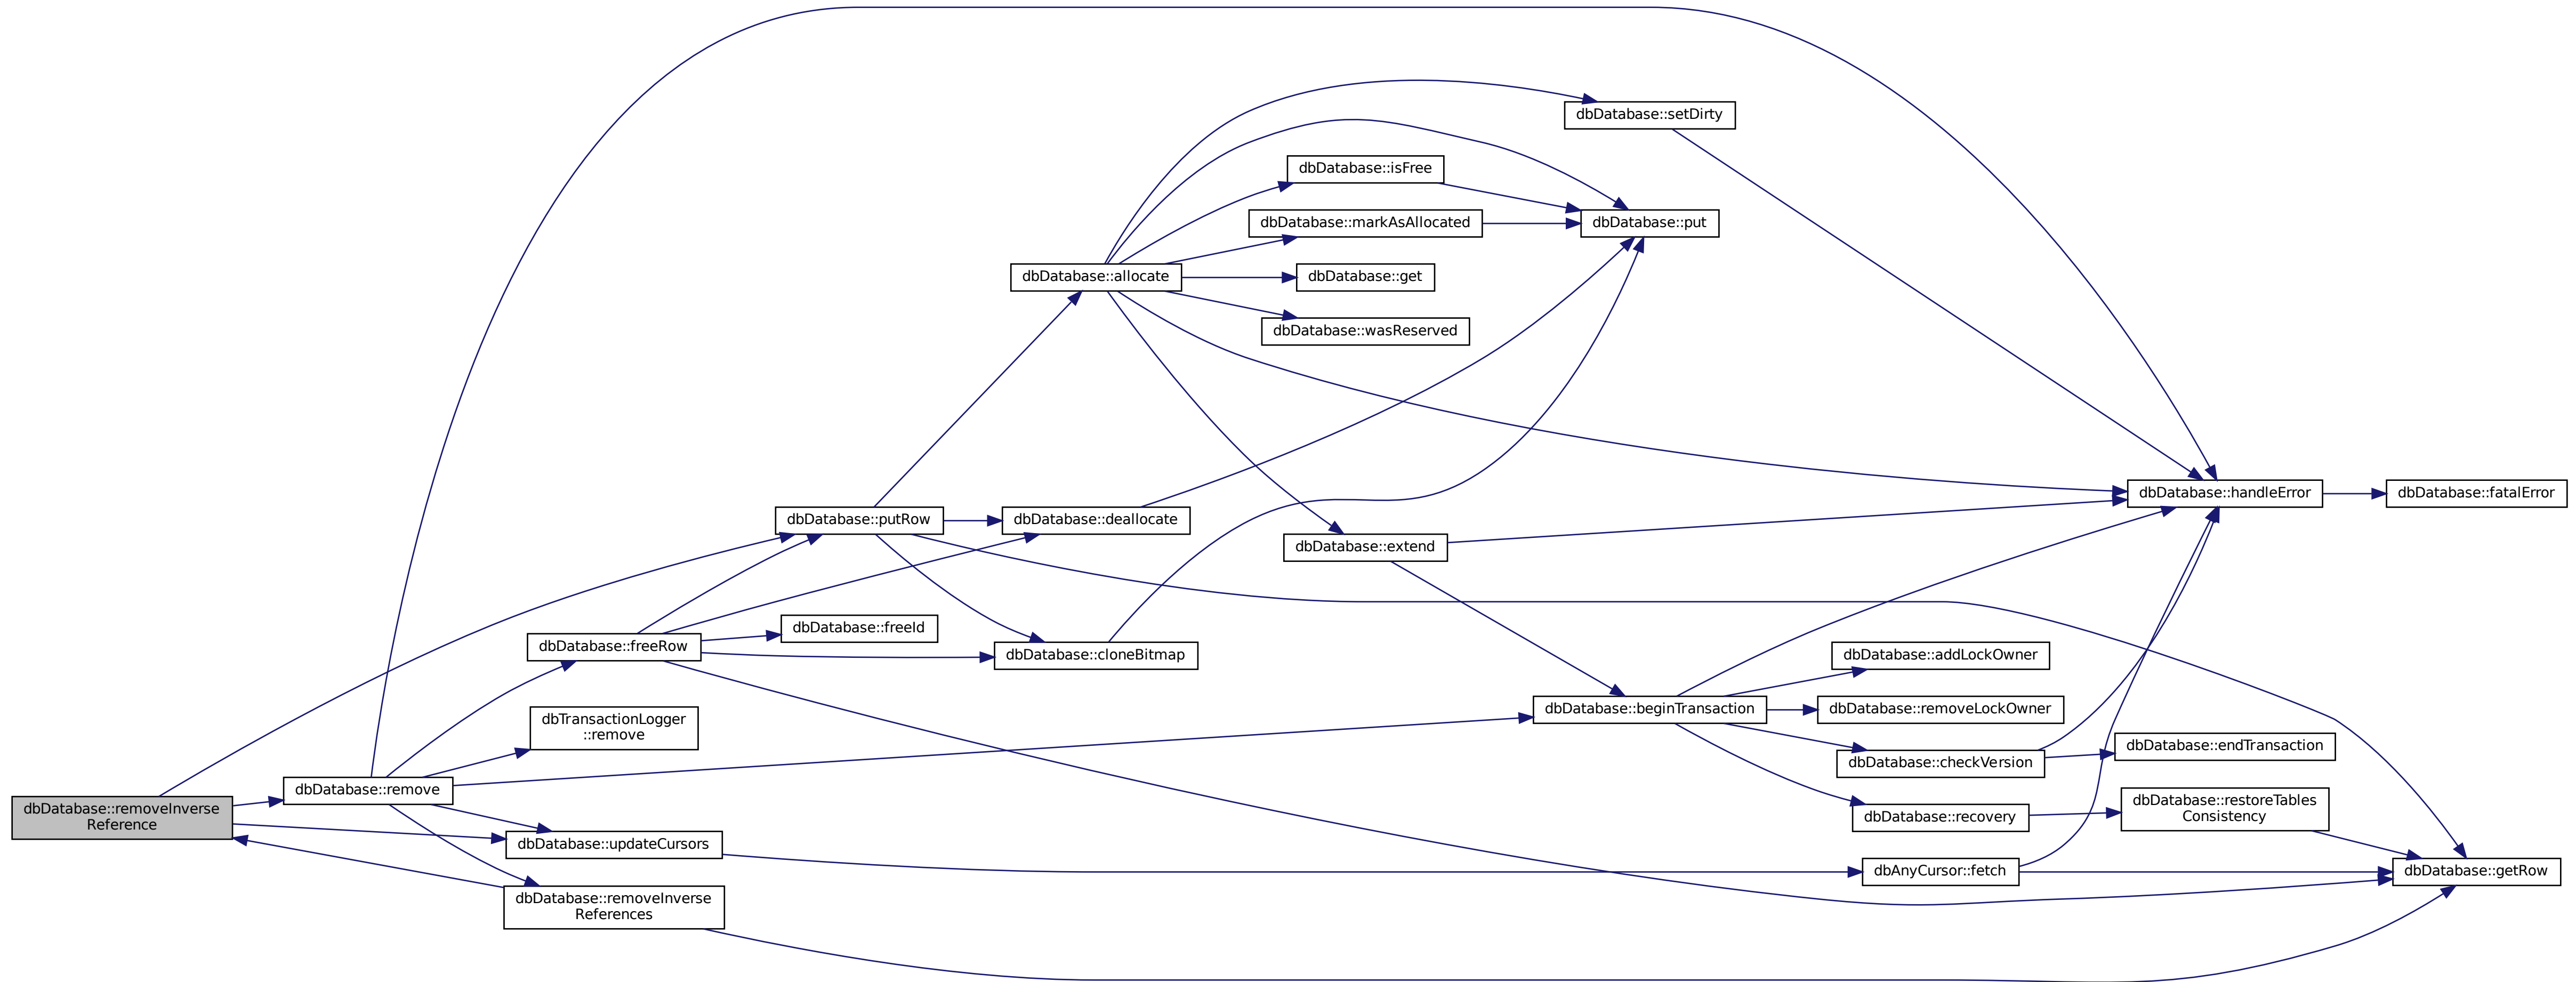 dbDatabase::setDirty
dbDatabase::isFree
dbDatabase::markAsAllocated
dbDatabase::put
dbDatabase::allocate
dbDatabase::get
dbDatabase::wasReserved
dbDatabase::handleError
dbDatabase::fatalError
dbDatabase::putRow
dbDatabase::deallocate
dbDatabase::extend
dbDatabase::freeId
dbDatabase::freeRow
dbDatabase::cloneBitmap
dbDatabase::addLockOwner
dbTransactionLogger
::remove
dbDatabase::beginTransaction
dbDatabase::removeLockOwner
dbDatabase::endTransaction
dbDatabase::checkVersion
dbDatabase::remove
dbDatabase::removeInverse
Reference
dbDatabase::restoreTables
Consistency
dbDatabase::recovery
dbDatabase::updateCursors
dbAnyCursor::fetch
dbDatabase::getRow
dbDatabase::removeInverse
References